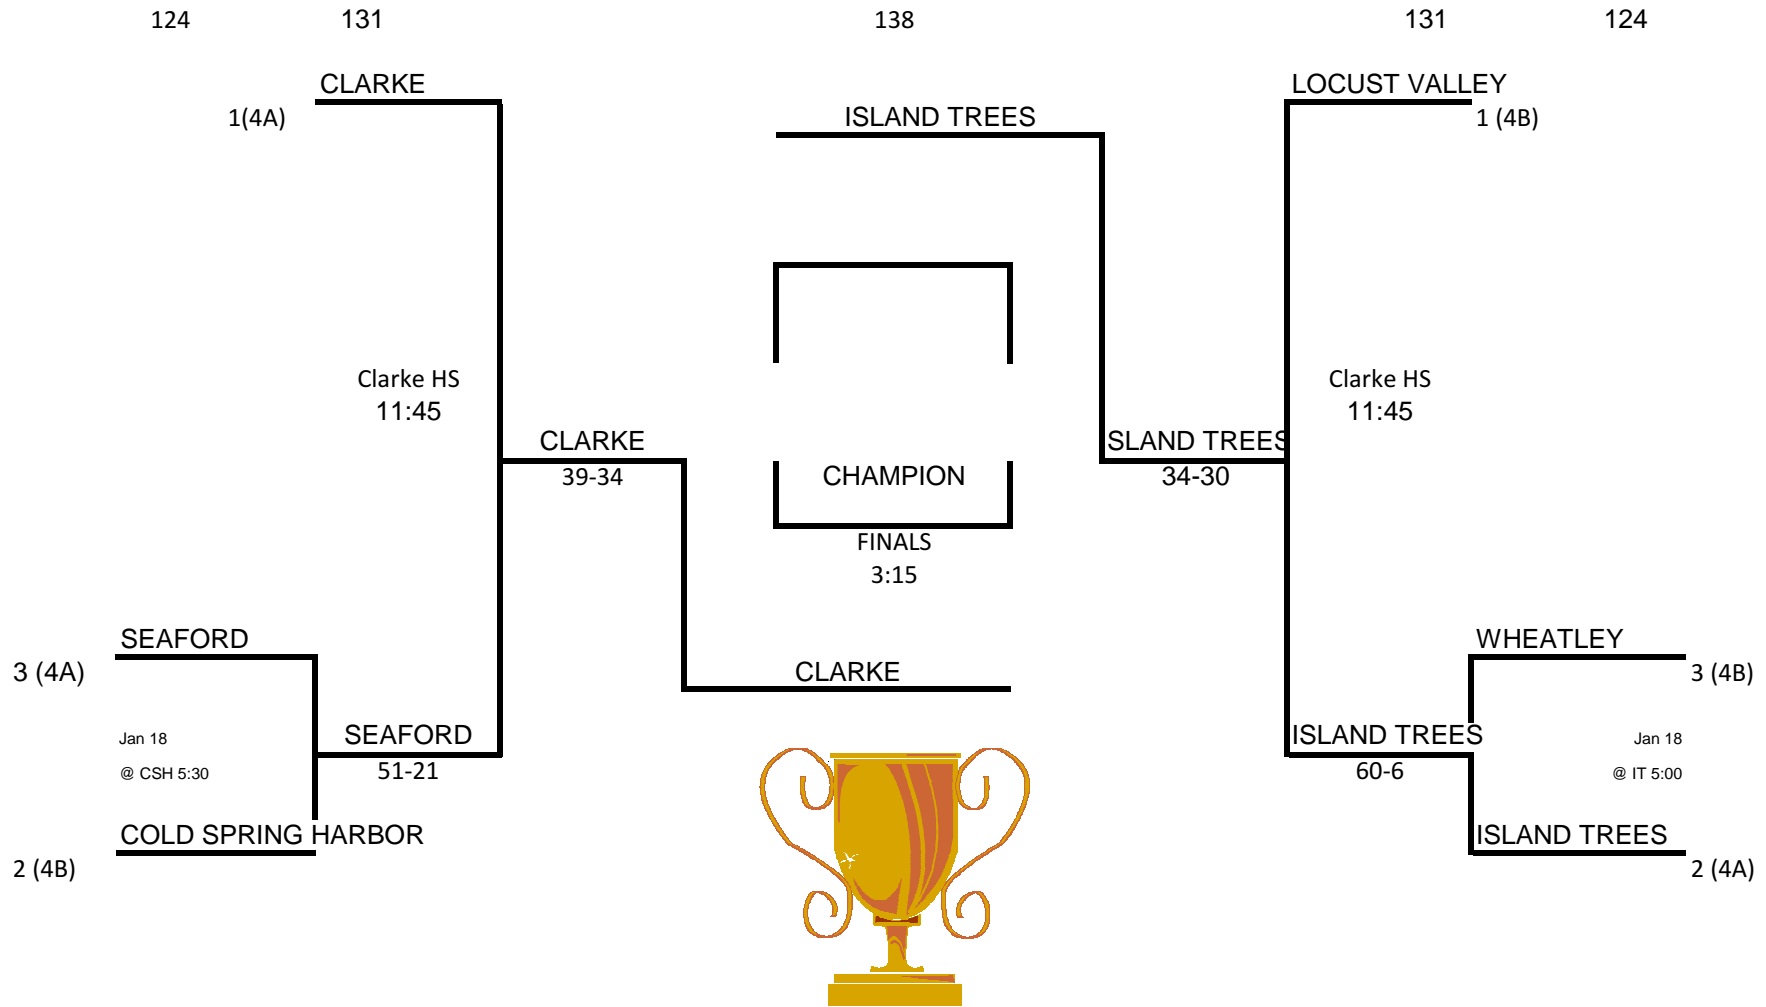 124 131 138 131 124
CLARKE
1(4A)
ISLAND TREES
LOCUST VALLEY
1 (4B)
Clarke HS
11:45
Clarke HS
11:45
CLARKE
39-34
CHAMPION
SLAND TREES
34-30
FINALS
3:15
SEAFORD
3 (4A)
CLARKE
WHEATLEY
3 (4B)
Jan 18
@ CSH 5:30
SEAFORD
51-21
ISLAND TREES
60-6
Jan 18
@ IT 5:00
COLD SPRING HARBOR
2 (4B)
ISLAND TREES
2 (4A)